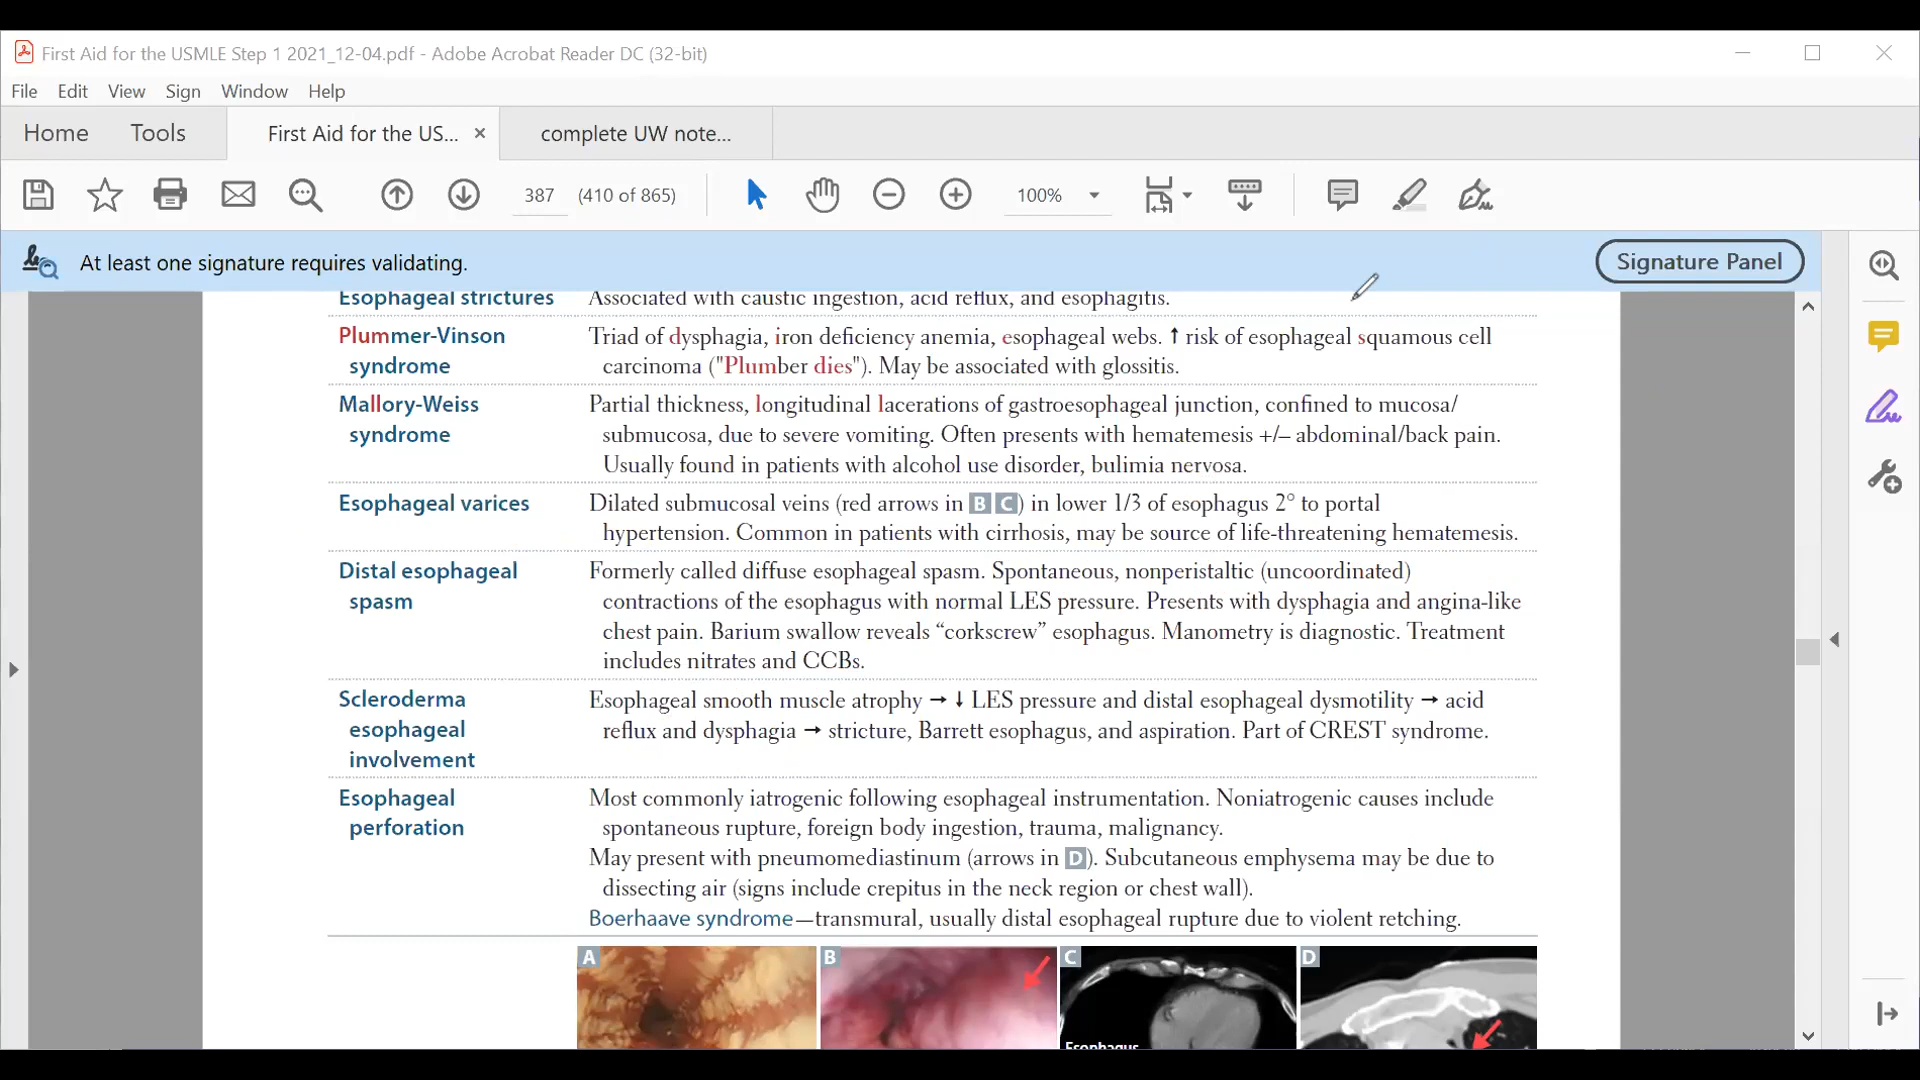 First Aid for the USMLE Step 1 2021_12-04.pdf - Adobe Acrobat Reader DC (32-bit)
File Edit View Sign Window Help
Home Tools First Aid for the US... × complete UW note...
387 (410 of 865) 100%
At least one signature requires validating. Signature Panel
Esophageal strictures Associated with caustic ingestion, acid reflux, and esophagitis.
Plummer-Vinson Triad of dysphagia, iron deficiency anemia, esophageal webs. ↑ risk of esophageal squamous cell
syndrome carcinoma ("Plumber dies"). May be associated with glossitis.
Mallory-Weiss Partial thickness, longitudinal lacerations of gastroesophageal junction, confined to mucosa/
syndrome submucosa, due to severe vomiting. Often presents with hematemesis +/– abdominal/back pain.
Usually found in patients with alcohol use disorder, bulimia nervosa.
Esophageal varices Dilated submucosal veins (red arrows in B C) in lower 1/3 of esophagus 2° to portal
hypertension. Common in patients with cirrhosis, may be source of life-threatening hematemesis.
Distal esophageal Formerly called diffuse esophageal spasm. Spontaneous, nonperistaltic (uncoordinated)
spasm contractions of the esophagus with normal LES pressure. Presents with dysphagia and angina-like
chest pain. Barium swallow reveals “corkscrew” esophagus. Manometry is diagnostic. Treatment
includes nitrates and CCBs.
Scleroderma Esophageal smooth muscle atrophy → ↓ LES pressure and distal esophageal dysmotility → acid
esophageal reflux and dysphagia → stricture, Barrett esophagus, and aspiration. Part of CREST syndrome.
involvement
Esophageal Most commonly iatrogenic following esophageal instrumentation. Noniatrogenic causes include
perforation spontaneous rupture, foreign body ingestion, trauma, malignancy.
May present with pneumomediastinum (arrows in D). Subcutaneous emphysema may be due to
dissecting air (signs include crepitus in the neck region or chest wall).
Boerhaave syndrome—transmural, usually distal esophageal rupture due to violent retching.
A B C D
Esophagus